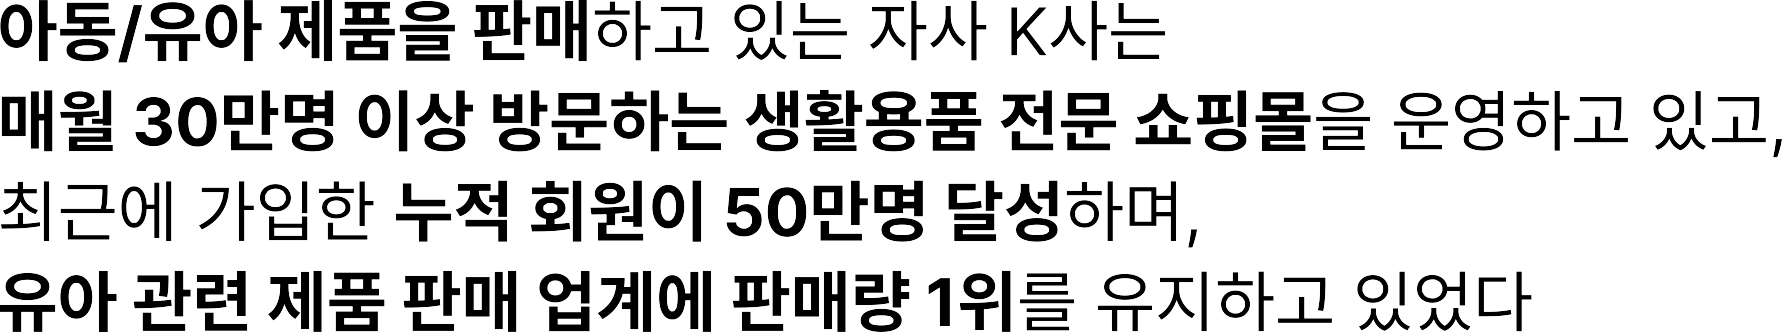 아동/유아 제품을 판매하고 있는 자사 K사는
매월 30만명 이상 방문하는 생활용품 전문 쇼핑몰을 운영하고 있고,
최근에 가입한 누적 회원이 50만명 달성하며,
유아 관련 제품 판매 업계에 판매량 1위를 유지하고 있었다